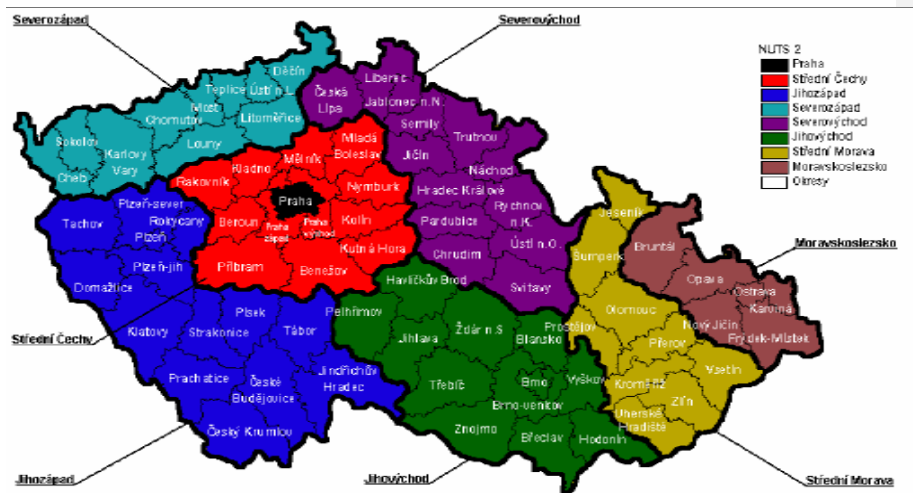 Severozápad
Severovýchod
NUTS 2
Praha
Střední Čechy
Jihozápad
Severozápad
Severovýchod
Jihovýchod
Střední Morava
Moravskoslezsko
Okresy
Děčín
Teplice
Ústí n.L.
Most
Chomutov
Litoměřice
Louny
Sokolov
Karlovy
Vary
Cheb
Česká
Lípa
Liberec
Jablonec n.N.
Semily
Trutnov
Jičín
Náchod
Hradec Králové
Rychnov
n.K.
Pardubice
Ústí n.O.
Chrudim
Svitavy
Mladá
Boleslav
Mělník
Kladno
Rakovník
Nymburk
Praha
Beroun
Praha
západ
Praha
východ
Kolín
Kutná Hora
Příbram
Benešov
Tachov
Plzeň-sever
Rokycany
Plzeň
Plzeň-jih
Domažlice
Klatovy
Písek
Strakonice
Tábor
Prachatice
České
Budějovice
Jindřichův
Hradec
Český Krumlov
Havlíčkův Brod
Pelhřimov
Jihlava
Žďár n.S
Blansko
Třebíč
Brno
Vyškov
Brno-venkov
Znojmo
Břeclav
Hodonín
Jeseník
Šumperk
Olomouc
Prostějov
Přerov
Vsetín
Kroměříž
Zlín
Uherské
Hradiště
Bruntál
Opava
Ostrava
Karviná
Nový Jičín
Frýdek-Místek
Moravskoslezsko
Střední Čechy
Jihozápad
Jihovýchod
Střední Morava